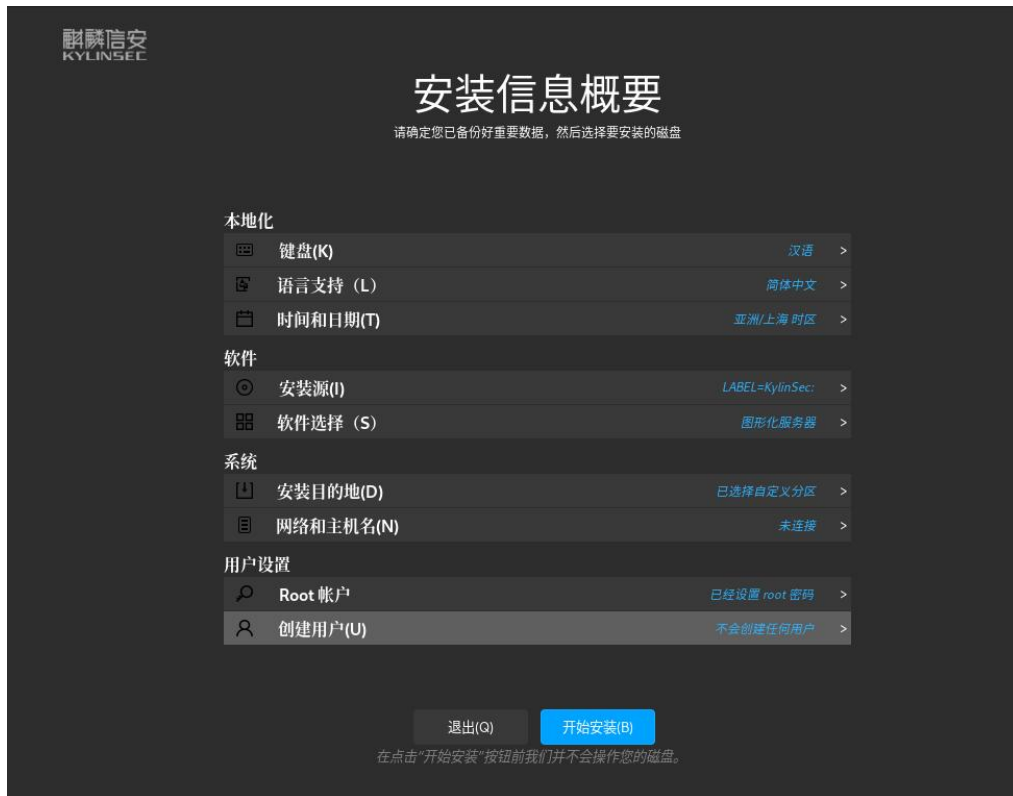 麒麟信安
KYLINSEC
安装信息概要
请确定您已备份好重要数据，然后选择要安装的磁盘
本地化
键盘(K) 汉语 >
语言支持（L） 简体中文 >
时间和日期(T) 亚洲/上海 时区 >
软件
安装源(I) LABEL=KylinSec: >
软件选择（S） 图形化服务器 >
系统
安装目的地(D) 已选择自定义分区 >
网络和主机名(N) 未连接 >
用户设置
Root 帐户 已经设置 root 密码 >
创建用户(U) 不会创建任何用户 >
退出(Q) 开始安装(B)
在点击“开始安装”按钮前我们并不会操作您的磁盘。